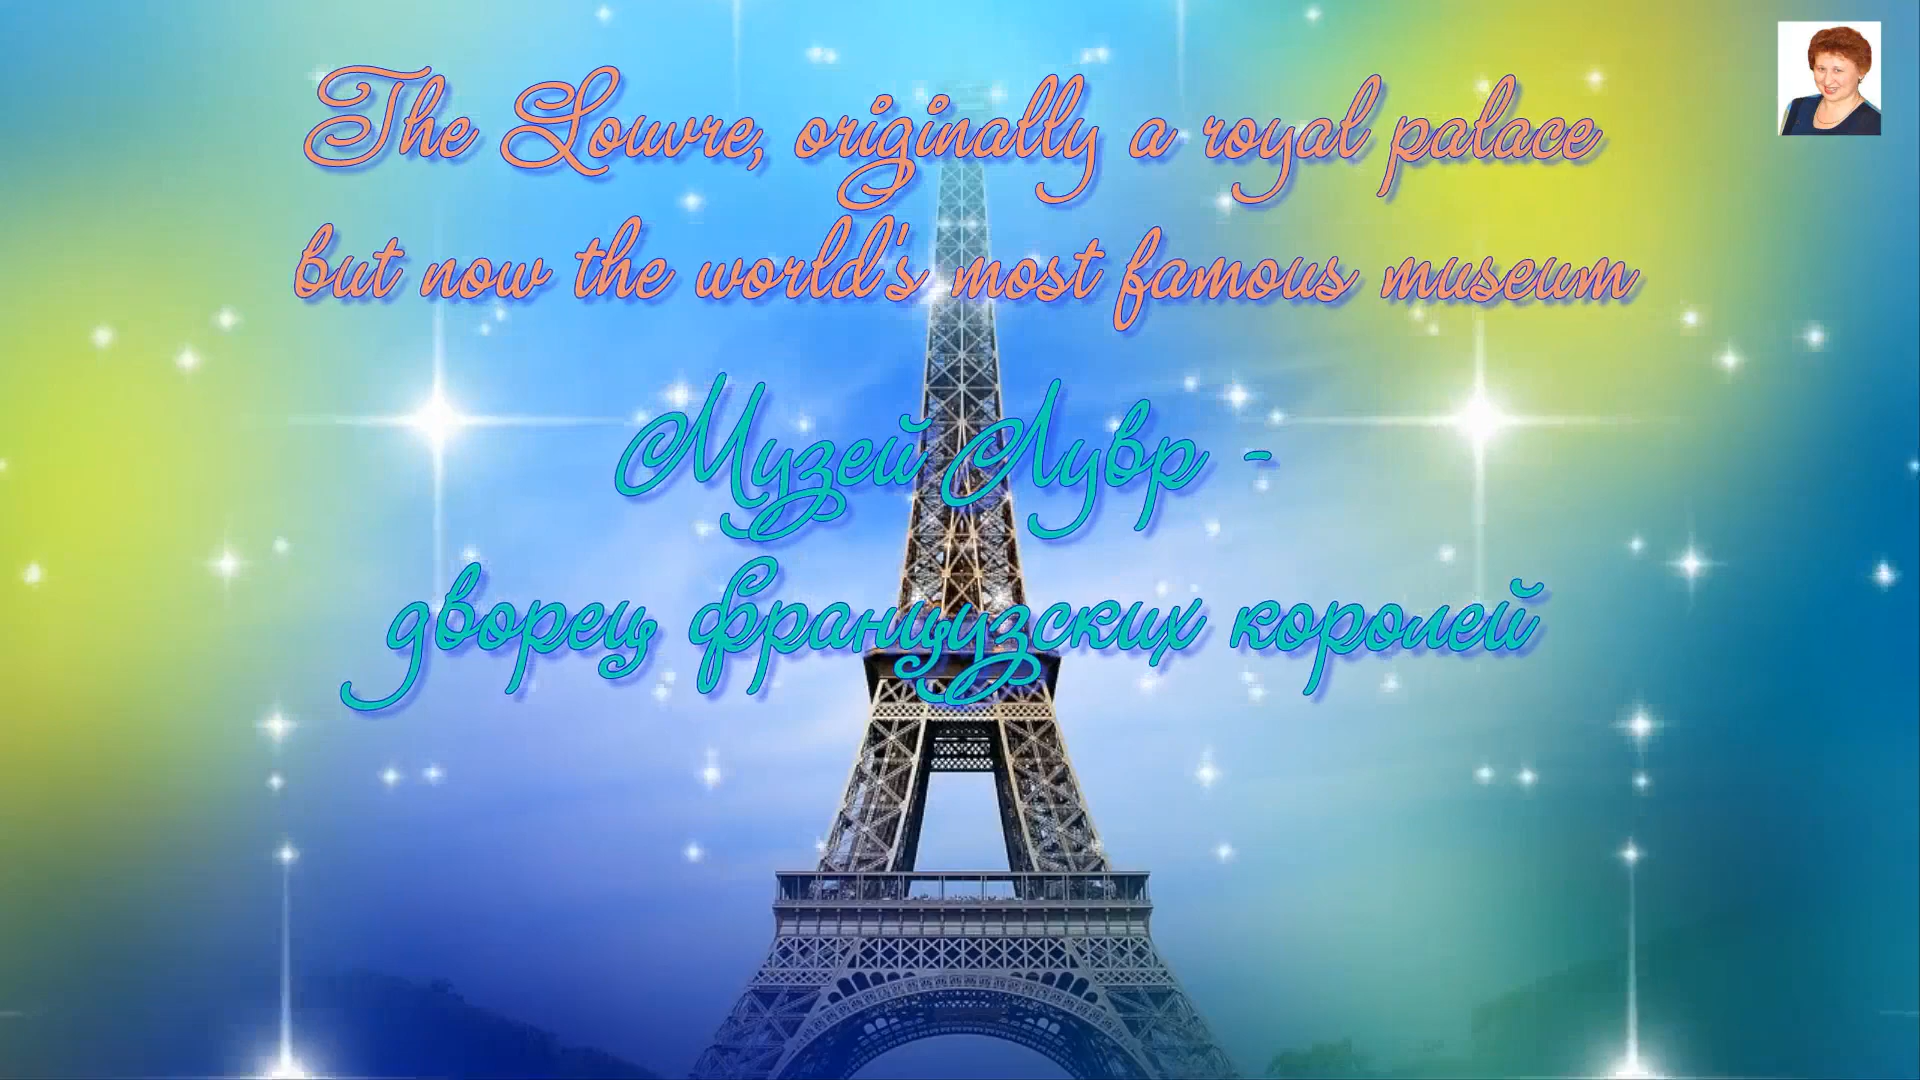 The Louvre, originally a royal palace
but now the world's most famous museum
Музей Лувр -
дворец французских королей